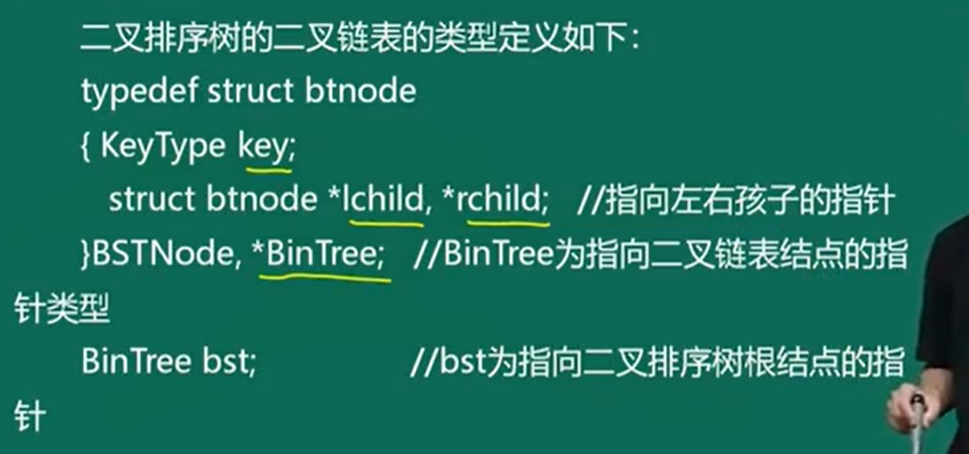 二叉排序树的二叉链表的类型定义如下：
typedef struct btnode
{ KeyType key;
struct btnode *lchild, *rchild; //指向左右孩子的指针
}BSTNode, *BinTree; //BinTree为指向二叉链表结点的指
针类型
BinTree bst; //bst为指向二叉排序树根结点的指
针